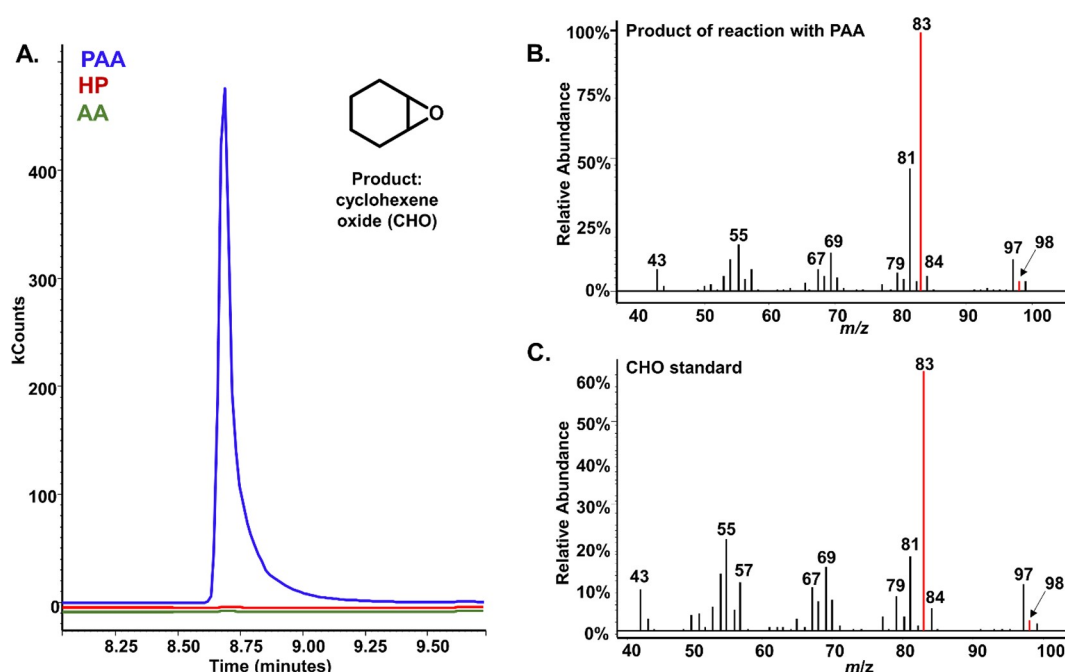 A.
PAA
HP
AA
O
Product:
cyclohexene
oxide (CHO)
kCounts
400
300
200
100
0
8.25 8.50 8.75 9.00 9.25 9.50
Time (minutes)
B.
Product of reaction with PAA
Relative Abundance
100%
75%
50%
25%
0%
43 55 67 69 79 81 83 84 97 98
40 50 60 70 80 90 100
m/z
C.
CHO standard
Relative Abundance
60%
50%
40%
30%
20%
10%
0%
43 55 57 67 69 79 81 83 84 97 98
40 50 60 70 80 90 100
m/z